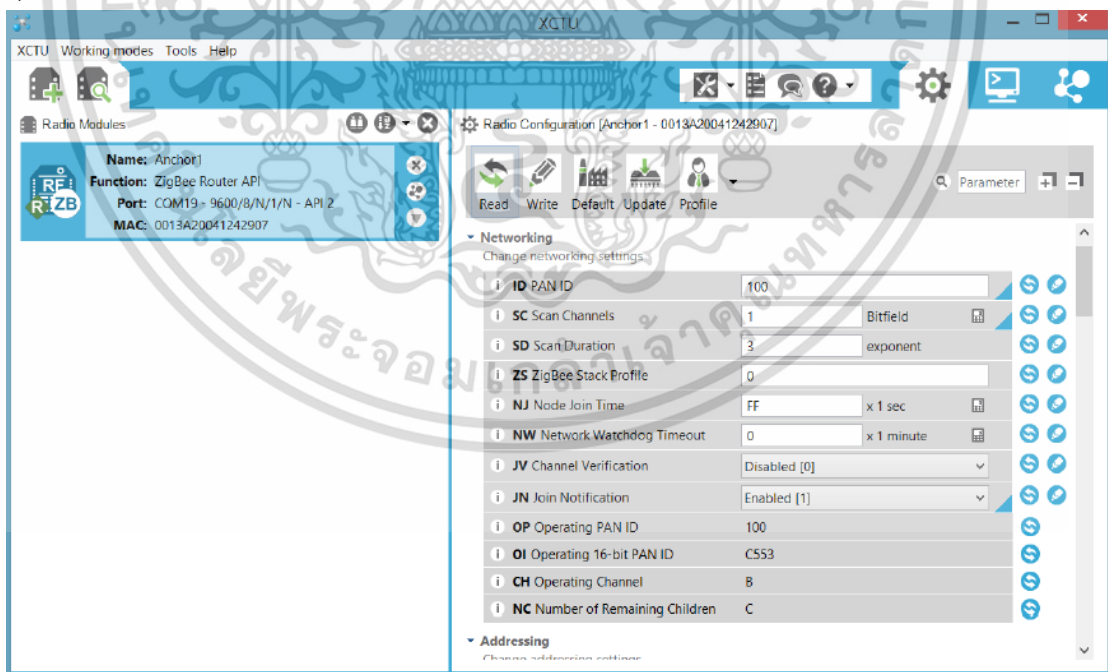 XCTU
XCTU Working modes Tools Help
Radio Modules
Name: Anchor1
Function: ZigBee Router API
Port: COM19 - 9600/8/N/1/N - API 2
MAC: 0013A20041242907
RF
R ZB
Radio Configuration [Anchor1 - 0013A20041242907]
Read Write Default Update Profile
Parameter
Networking
Change networking settings
i ID PAN ID 100
i SC Scan Channels 1 Bitfield
i SD Scan Duration 3 exponent
i ZS ZigBee Stack Profile 0
i NJ Node Join Time FF x 1 sec
i NW Network Watchdog Timeout 0 x 1 minute
i JV Channel Verification Disabled [0]
i JN Join Notification Enabled [1]
i OP Operating PAN ID 100
i OI Operating 16-bit PAN ID C553
i CH Operating Channel B
i NC Number of Remaining Children C
Addressing
Change addressing settings